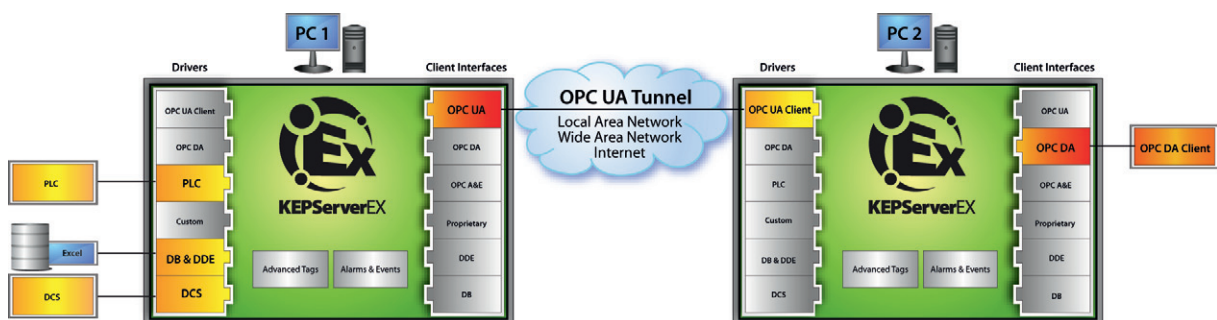 PC 1
PC 2
Drivers
Client Interfaces
Drivers
Client Interfaces
OPC UA Client
OPC DA
PLC
Custom
DB & DDE
DCS
PLC
Excel
DCS
Ex
KEPServerEX
Advanced Tags
Alarms & Events
OPC UA
OPC DA
OPC A&E
Proprietary
DDE
DB
OPC UA Tunnel
Local Area Network
Wide Area Network
Internet
OPC UA Client
OPC DA
PLC
Custom
DB & DDE
DCS
Ex
KEPServerEX
Advanced Tags
Alarms & Events
OPC UA
OPC DA
OPC A&E
Proprietary
DDE
DB
OPC DA Client